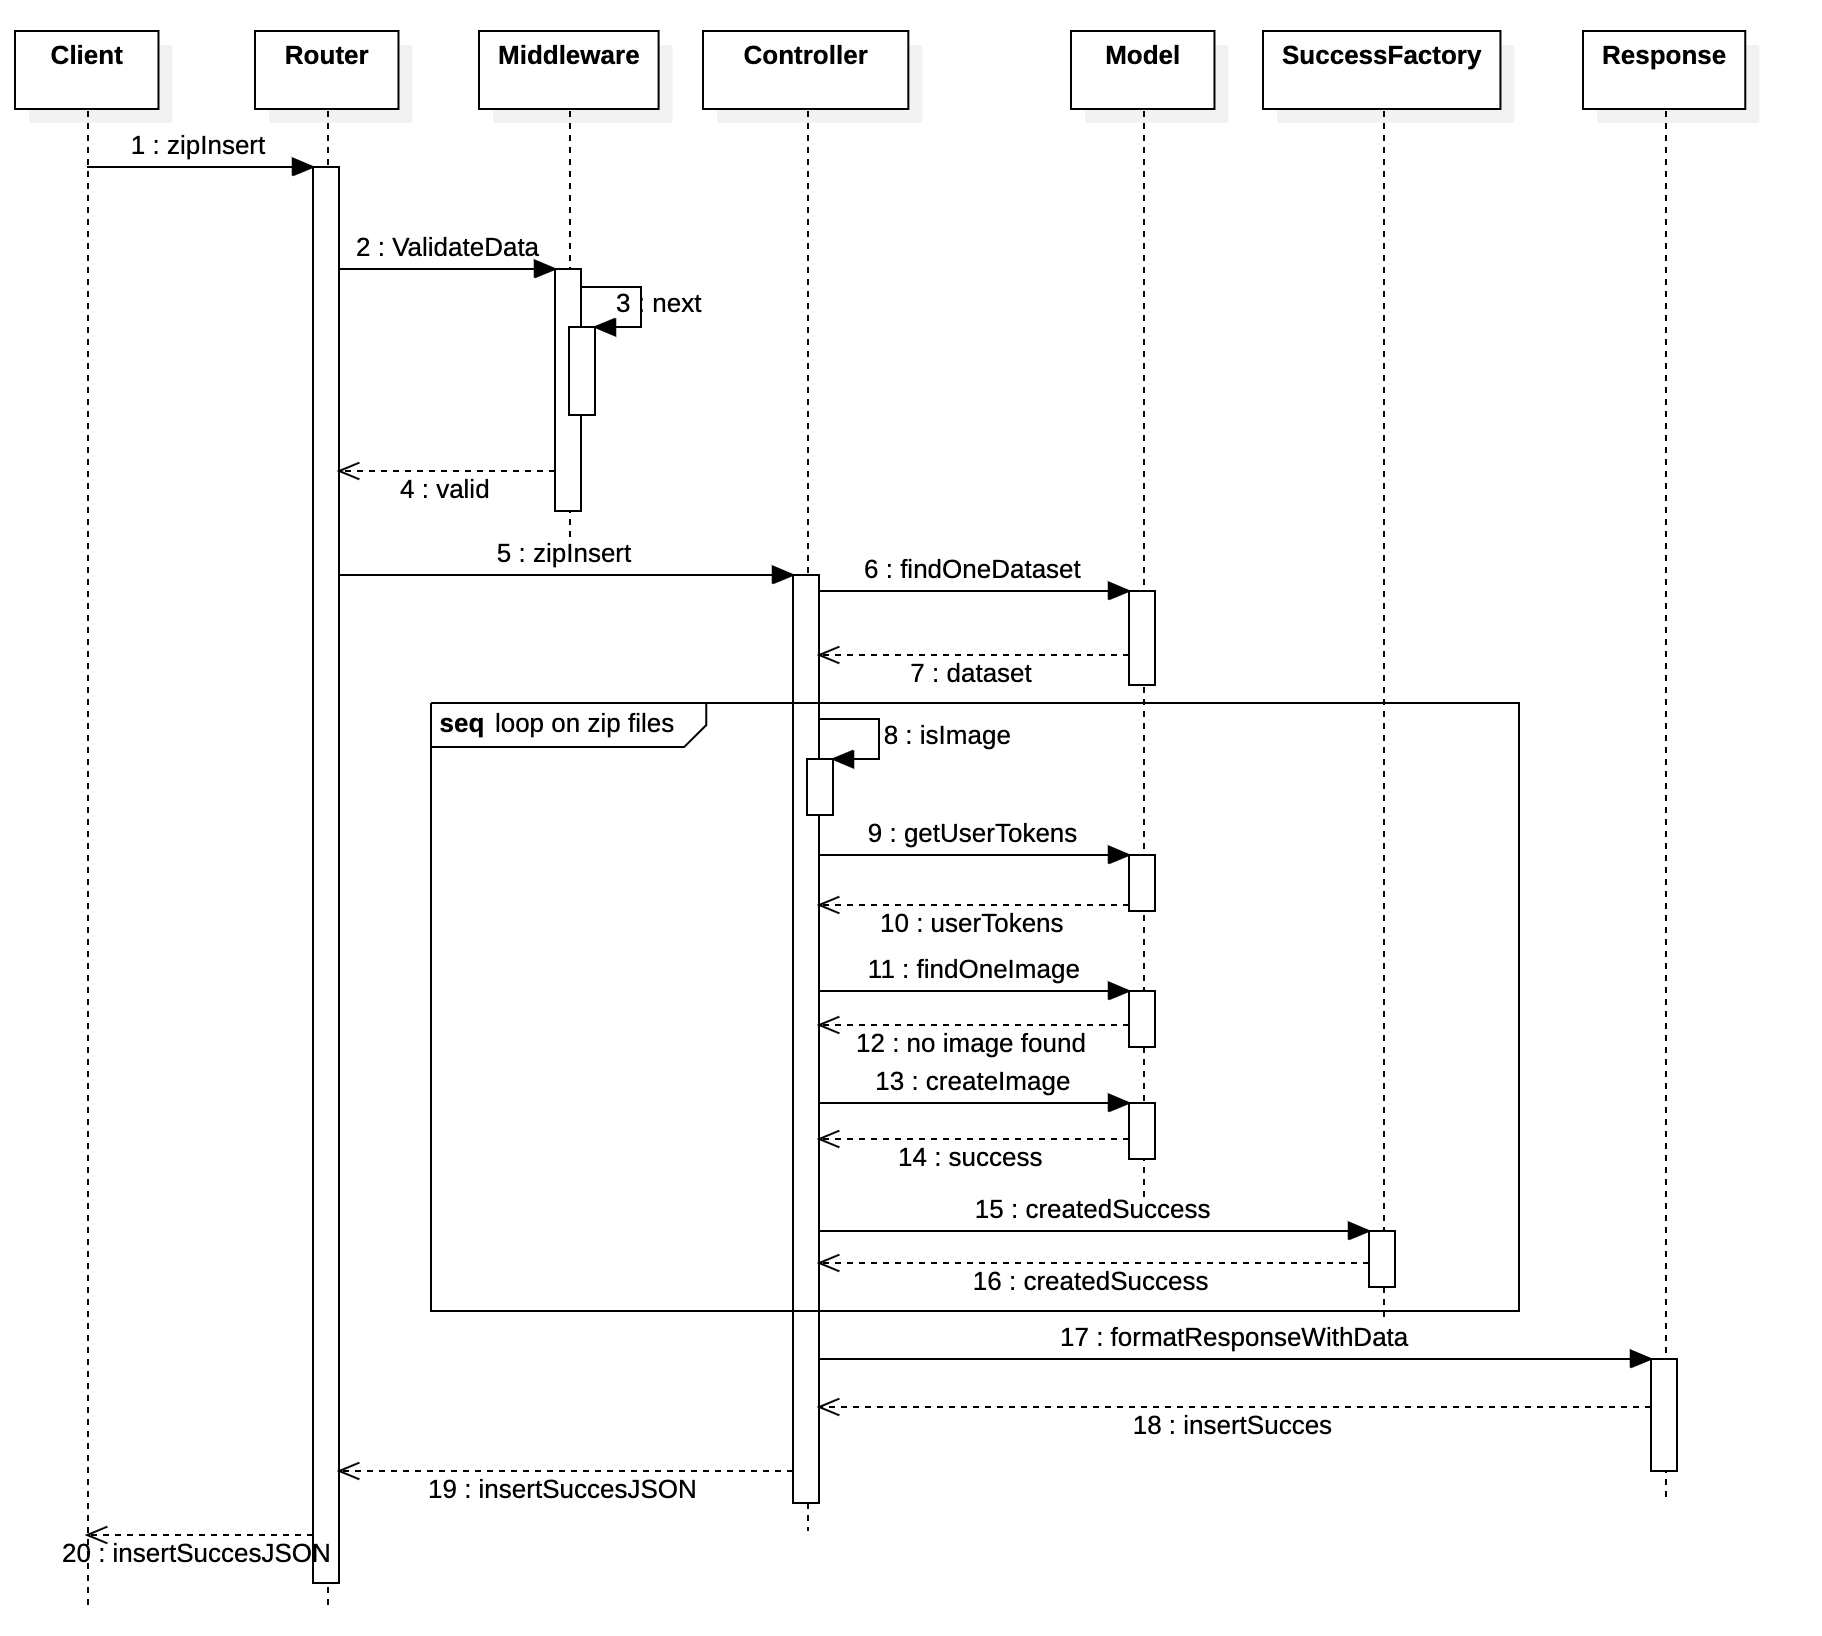 Client
Router
Middleware
Controller
Model
SuccessFactory
Response
1 : zipInsert
2 : ValidateData
3 : next
4 : valid
5 : zipInsert
6 : findOneDataset
7 : dataset
seq loop on zip files
8 : isImage
9 : getUserTokens
10 : userTokens
11 : findOneImage
12 : no image found
13 : createImage
14 : success
15 : createdSuccess
16 : createdSuccess
17 : formatResponseWithData
18 : insertSucces
19 : insertSuccesJSON
20 : insertSuccesJSON